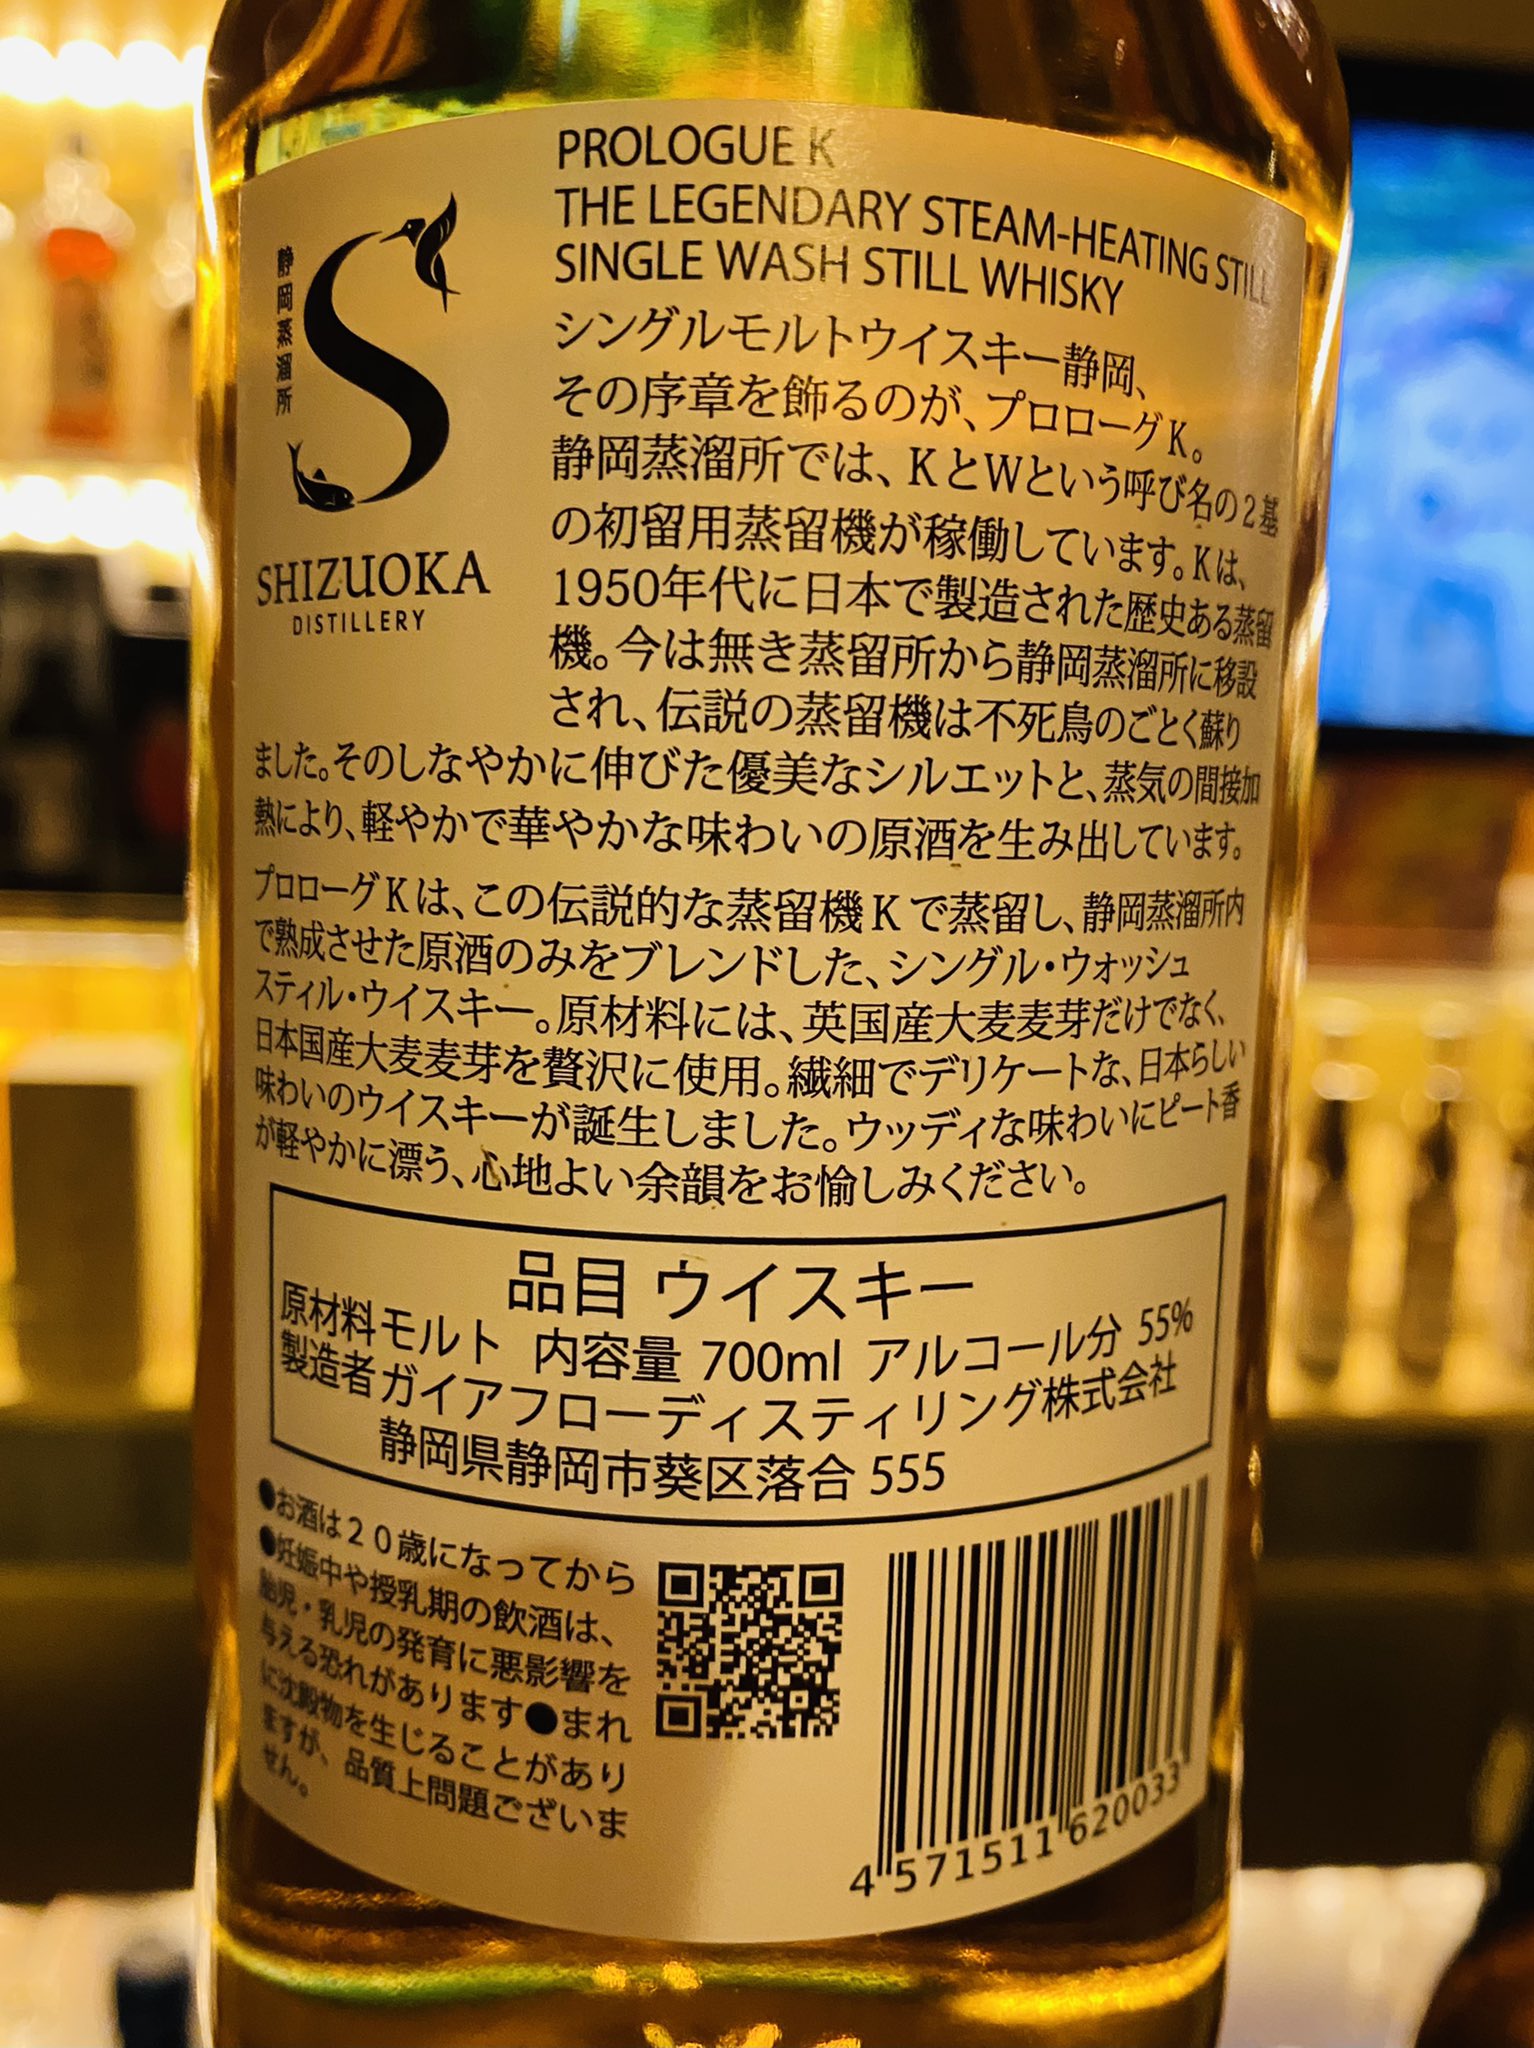 PROLOGUE K
THE LEGENDARY STEAM-HEATING STILL
SINGLE WASH STILL WHISKY
静岡蒸溜所
SHIZUOKA
DISTILLERY
シングルモルトウイスキー静岡、
その序章を飾るのが、プロローグK。
静岡蒸溜所では、KとWという呼び名の2基
の初留用蒸留機が稼働しています。Kは、
1950年代に日本で製造された歴史ある蒸留
機。今は無き蒸留所から静岡蒸溜所に移設
され、伝説の蒸留機は不死鳥のごとく蘇り
ました。そのしなやかに伸びた優美なシルエットと、蒸気の間接加
熱により、軽やかで華やかな味わいの原酒を生み出しています。
プロローグKは、この伝説的な蒸留機Kで蒸留し、静岡蒸溜所内
で熟成させた原酒のみをブレンドした、シングル・ウォッシュ
スティル・ウイスキー。原材料には、英国産大麦麦芽だけでなく、
日本国産大麦麦芽を贅沢に使用。繊細でデリケートな、日本らしい
味わいのウイスキーが誕生しました。ウッディな味わいにピート香
が軽やかに漂う、心地よい余韻をお愉しみください。
品目 ウイスキー
原材料 モルト 内容量 700ml アルコール分 55%
製造者 ガイアフローディスティリング株式会社
静岡県静岡市葵区落合 555
●お酒は２０歳になってから
●妊娠中や授乳期の飲酒は、
胎児・乳児の発育に悪影響を
与える恐れがあります●まれ
に沈殿物を生じることがあり
ますが、品質上問題ございま
せん。
4 571511 620033